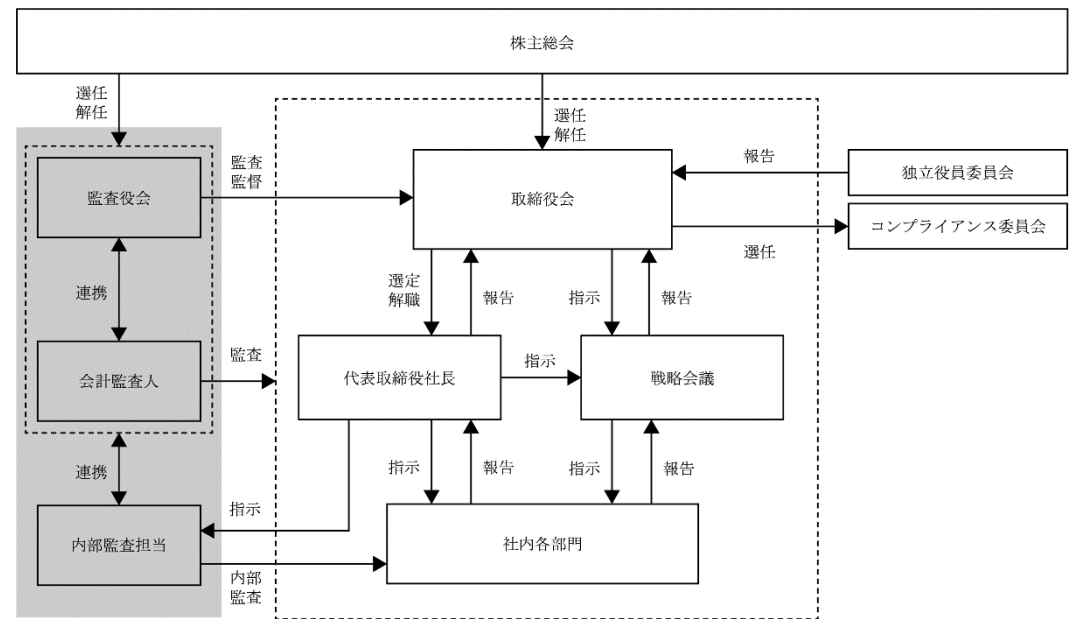 株主総会
選任
解任
選任
解任
監査役会
監査
監督
取締役会
報告
独立役員委員会
コンプライアンス委員会
選任
連携
選定
解職
報告
指示
報告
会計監査人
監査
代表取締役社長
指示
戦略会議
連携
指示
報告
指示
報告
指示
内部監査担当
社内各部門
内部
監査